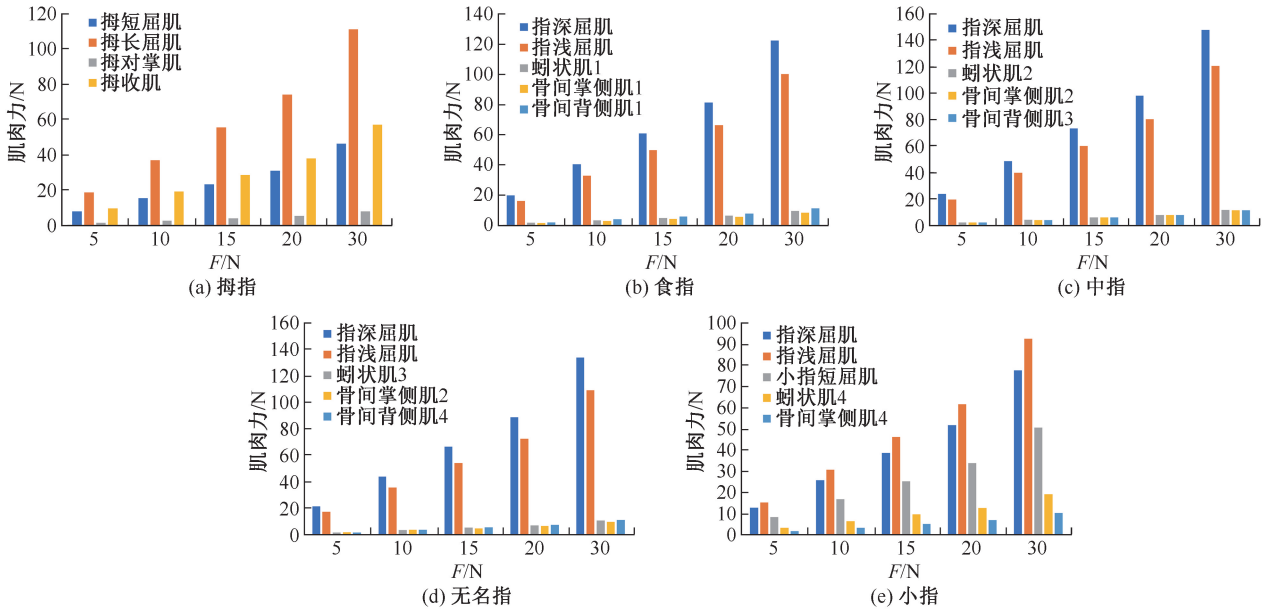 120
100
80
60
40
20
0
肌肉力/N
拇短屈肌
拇长屈肌
拇对掌肌
拇收肌
5 10 15 20 30
F/N
(a) 拇指
140
120
100
80
60
40
20
0
肌肉力/N
指深屈肌
指浅屈肌
蚓状肌1
骨间掌侧肌1
骨间背侧肌1
5 10 15 20 30
F/N
(b) 食指
160
140
120
100
80
60
40
20
0
肌肉力/N
指深屈肌
指浅屈肌
蚓状肌2
骨间掌侧肌2
骨间背侧肌3
5 10 15 20 30
F/N
(c) 中指
160
140
120
100
80
60
40
20
0
肌肉力/N
指深屈肌
指浅屈肌
蚓状肌3
骨间掌侧肌2
骨间背侧肌4
5 10 15 20 30
F/N
(d) 无名指
100
90
80
70
60
50
40
30
20
10
0
肌肉力/N
指深屈肌
指浅屈肌
小指短屈肌
蚓状肌4
骨间掌侧肌4
5 10 15 20 30
F/N
(e) 小指